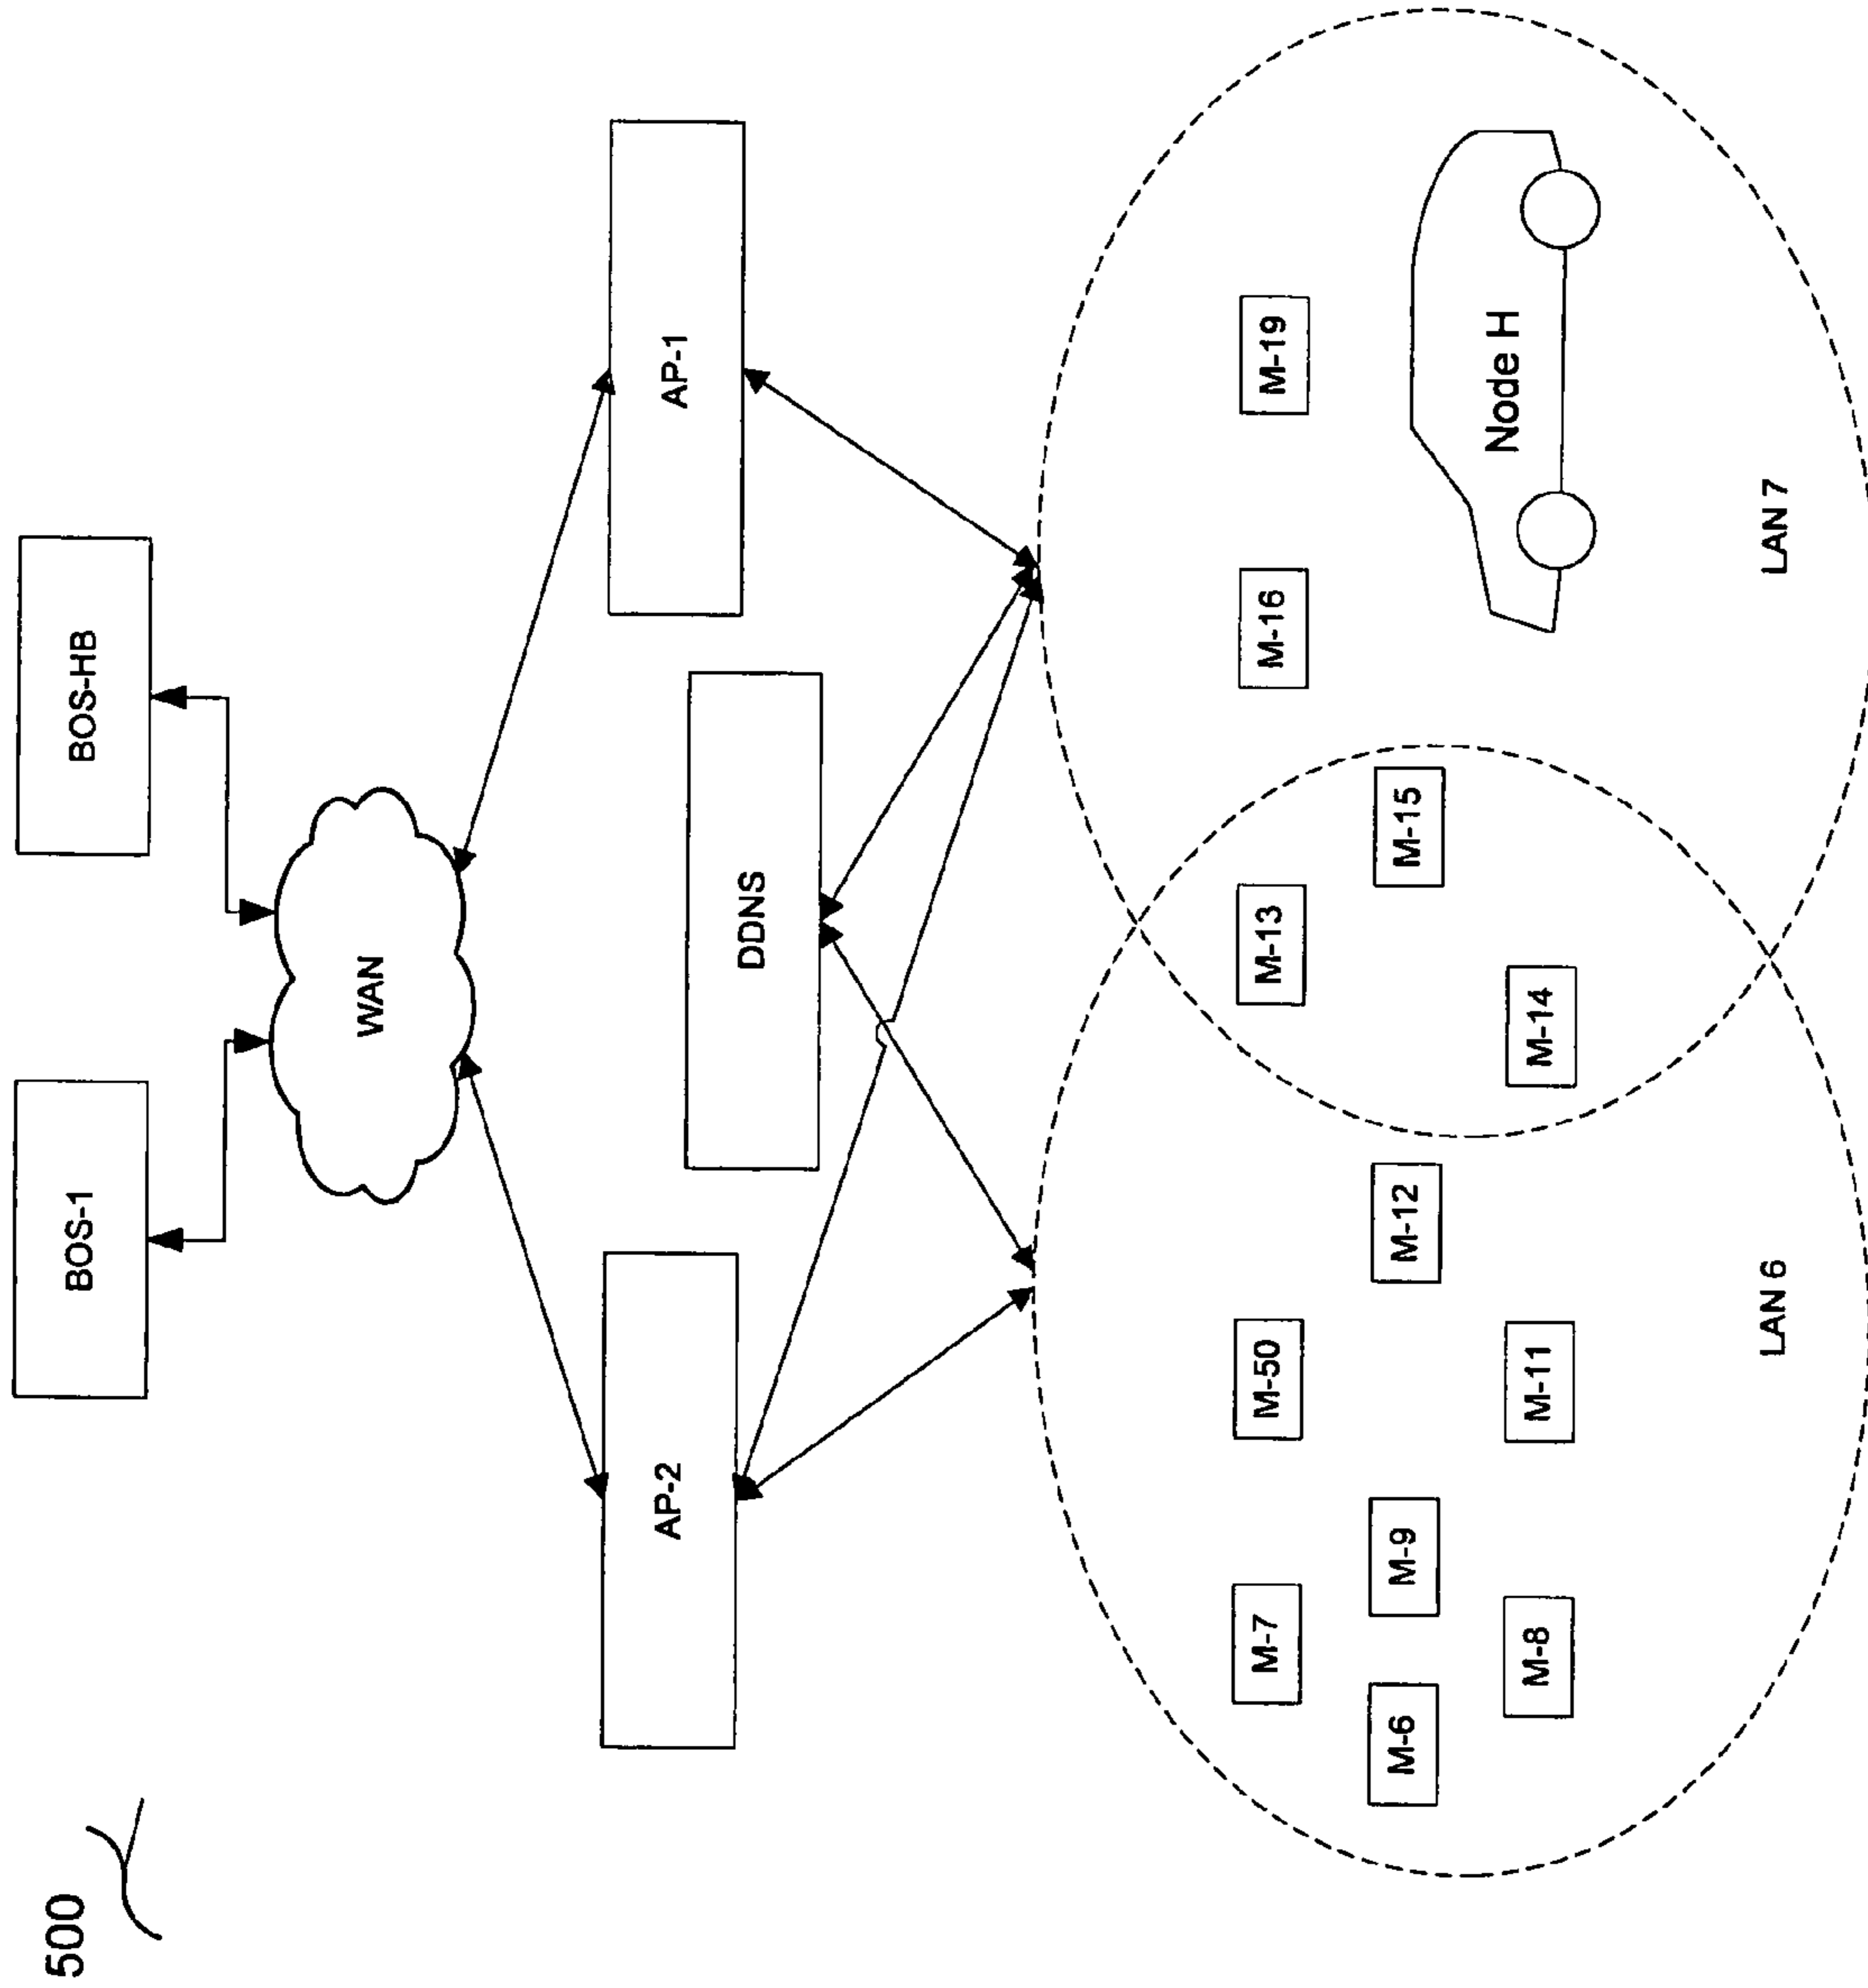 500
BOS-1
BOS-HB
WAN
AP-2
DDNS
AP-1
M-7
M-50
M-13
M-16
M-19
M-6
M-9
M-12
M-15
Node H
M-8
M-11
M-14
LAN 6
LAN 7